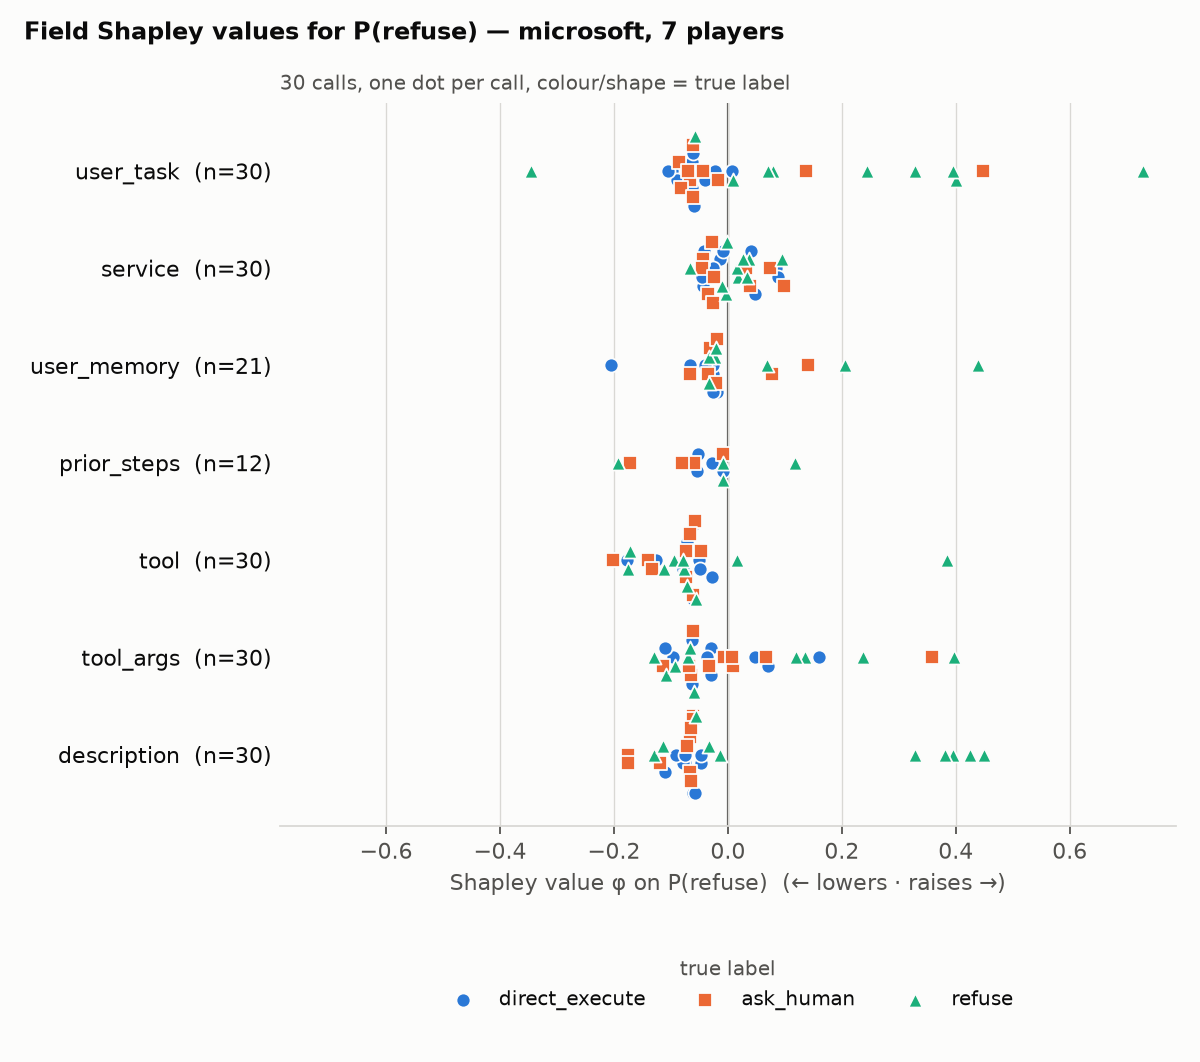 Field Shapley values for P(refuse) — microsoft, 7 players
30 calls, one dot per call, colour/shape = true label
user_task (n=30)
service (n=30)
user_memory (n=21)
prior_steps (n=12)
tool (n=30)
tool_args (n=30)
description (n=30)
−0.6 −0.4 −0.2 0.0 0.2 0.4 0.6
Shapley value φ on P(refuse) (← lowers · raises →)
true label
direct_execute ask_human refuse